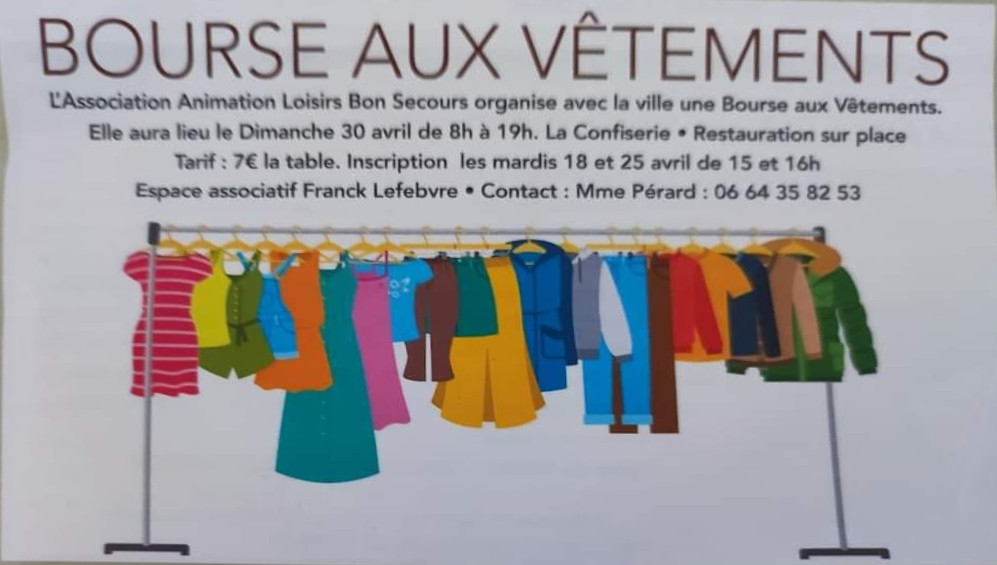 BOURSE AUX VÊTEMENTS
L'Association Animation Loisirs Bon Secours organise avec la ville une Bourse aux Vêtements.
Elle aura lieu le Dimanche 30 avril de 8h à 19h. La Confiserie • Restauration sur place
Tarif : 7€ la table. Inscription les mardis 18 et 25 avril de 15 et 16h
Espace associatif Franck Lefebvre • Contact : Mme Pérard : 06 64 35 82 53